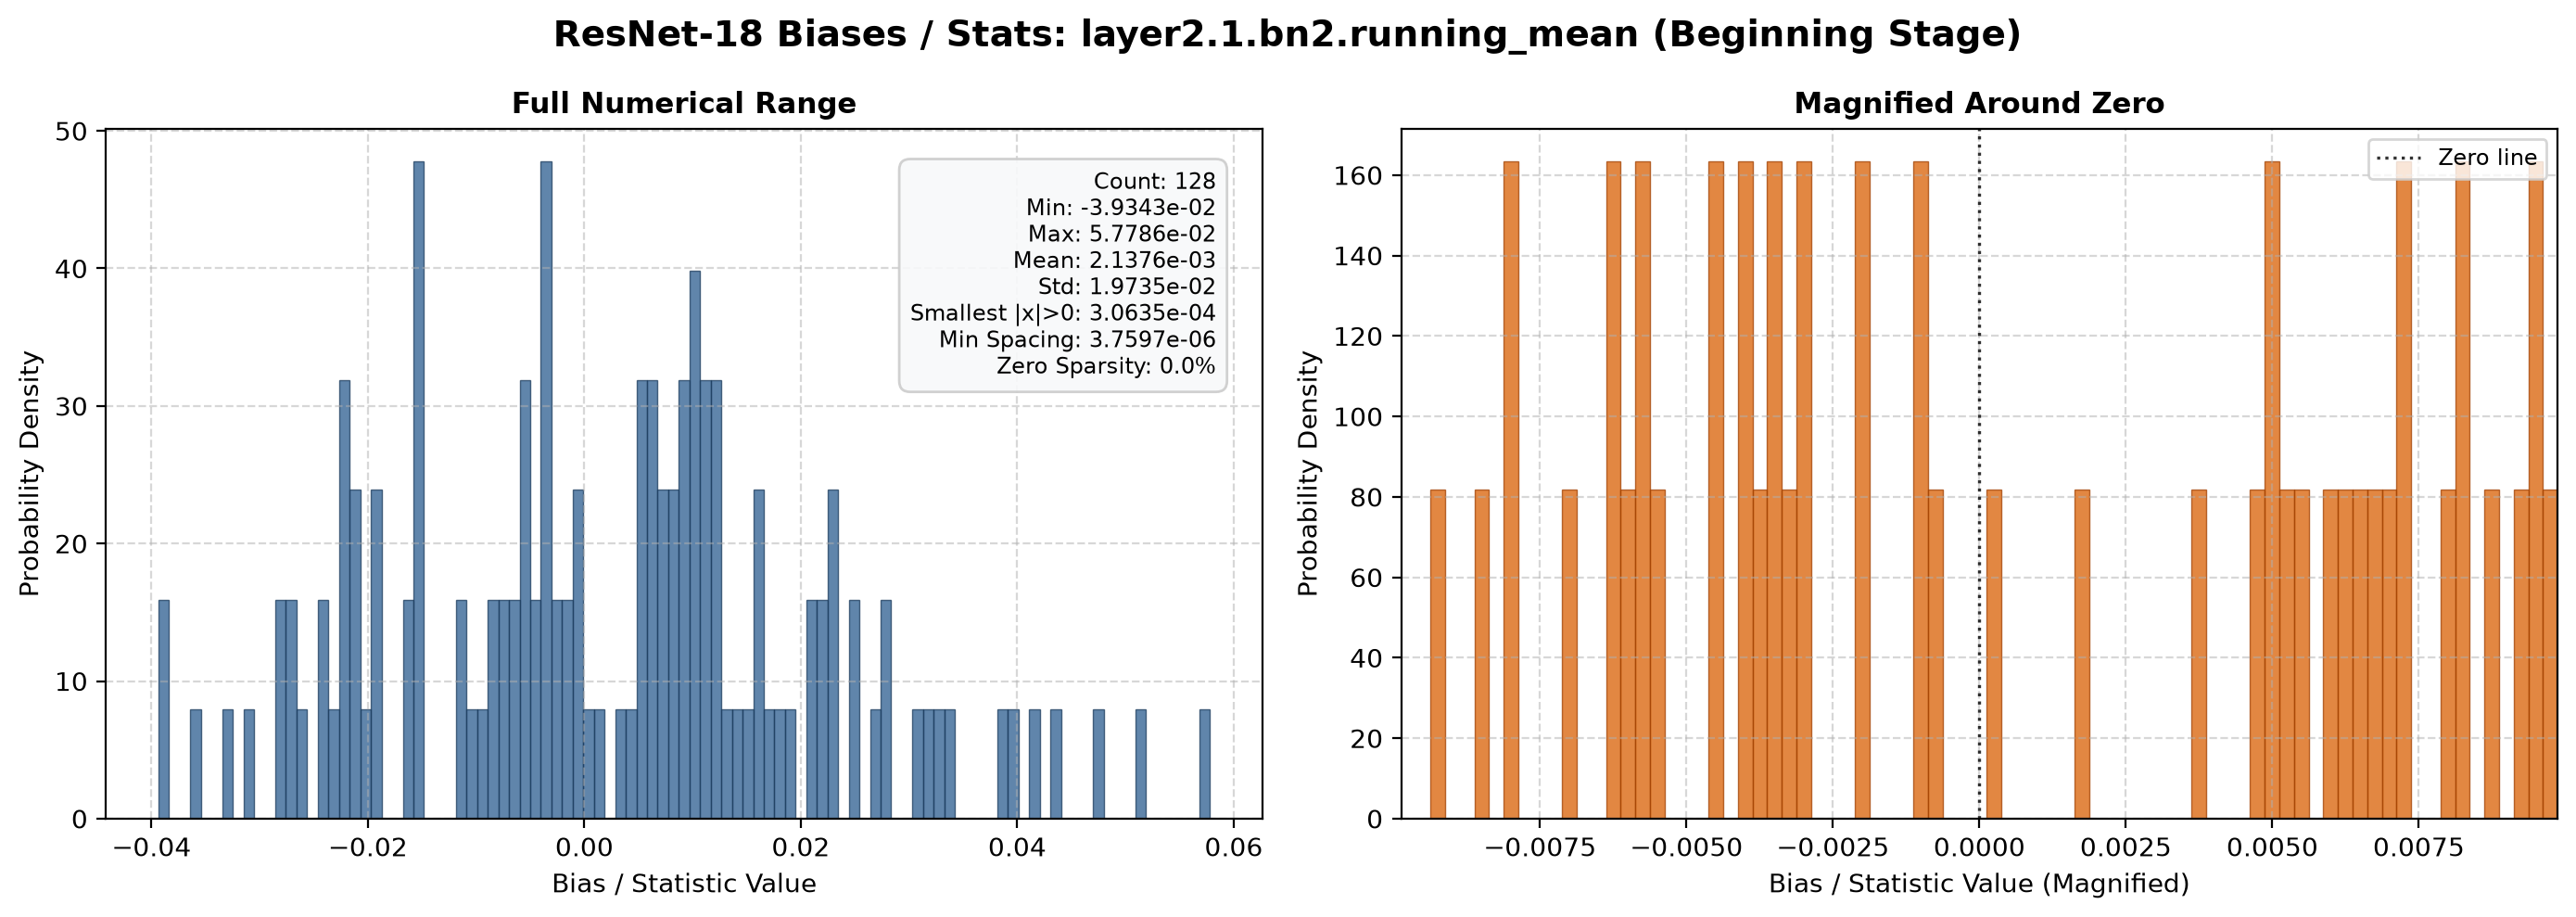 ResNet-18 Biases / Stats: layer2.1.bn2.running_mean (Beginning Stage)
Full Numerical Range
50
40
30
20
10
0
Probability Density
Count: 128
Min: -3.9343e-02
Max: 5.7786e-02
Mean: 2.1376e-03
Std: 1.9735e-02
Smallest |x|>0: 3.0635e-04
Min Spacing: 3.7597e-06
Zero Sparsity: 0.0%
−0.04 −0.02 0.00 0.02 0.04 0.06
Bias / Statistic Value
Magnified Around Zero
160
140
120
100
80
60
40
20
0
Probability Density
Zero line
−0.0075 −0.0050 −0.0025 0.0000 0.0025 0.0050 0.0075
Bias / Statistic Value (Magnified)